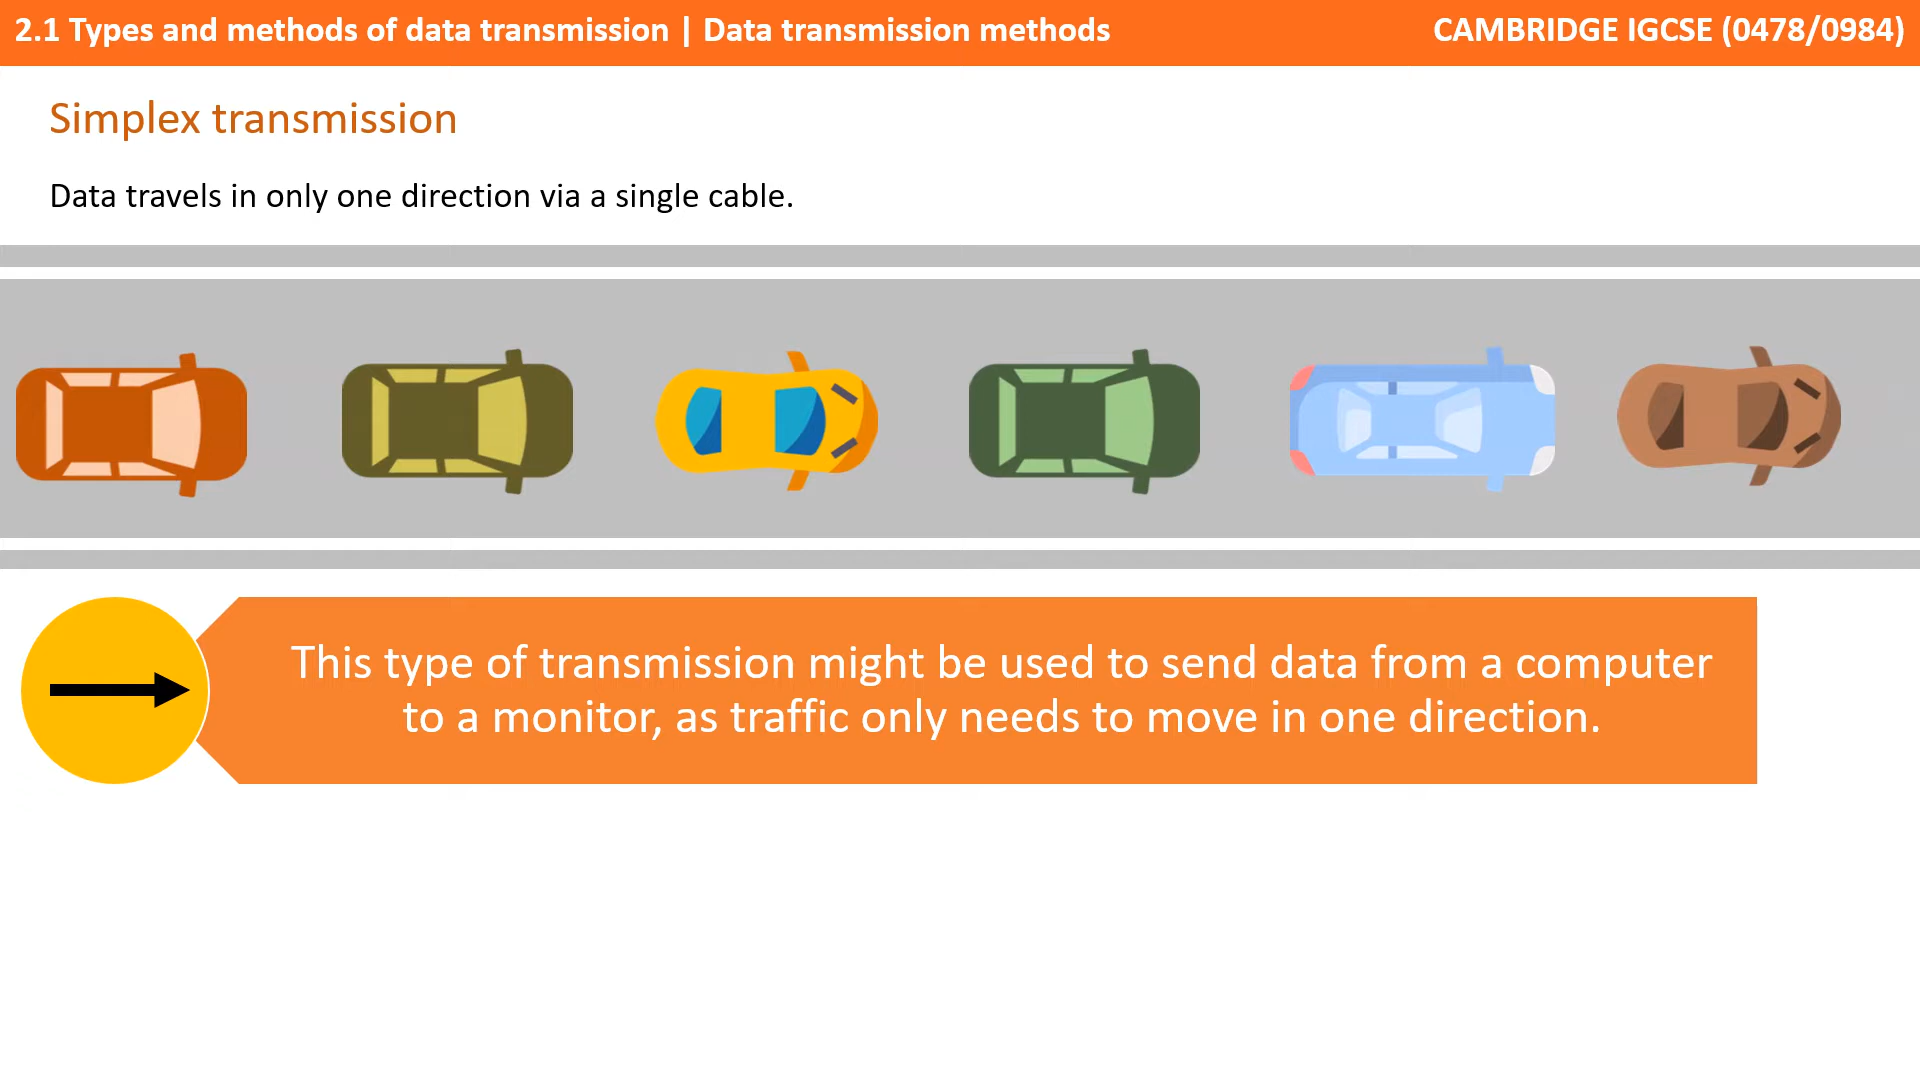 2.1 Types and methods of data transmission | Data transmission methods
CAMBRIDGE IGCSE (0478/0984)
Simplex transmission
Data travels in only one direction via a single cable.
This type of transmission might be used to send data from a computer
to a monitor, as traffic only needs to move in one direction.